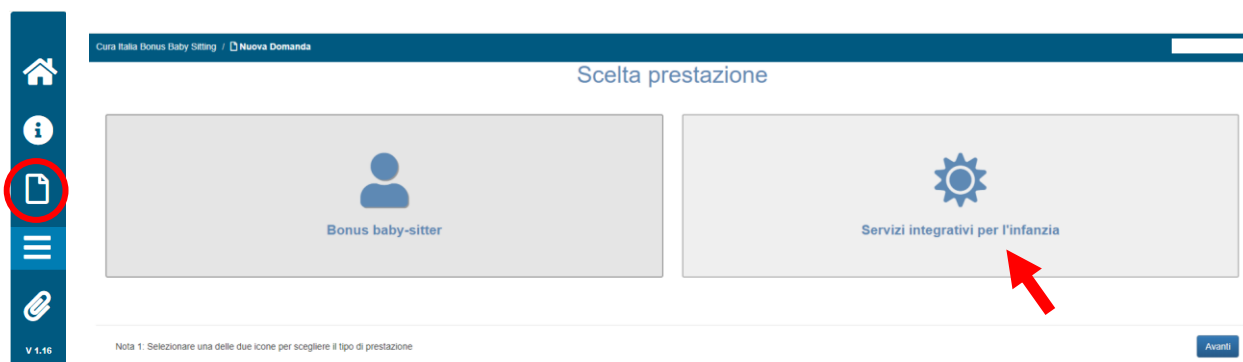 Cura Italia Bonus Baby Sitting / Nuova Domanda
Scelta prestazione
Bonus baby-sitter
Servizi integrativi per l'infanzia
V 1.16
Nota 1: Selezionare una delle due icone per scegliere il tipo di prestazione
Avanti